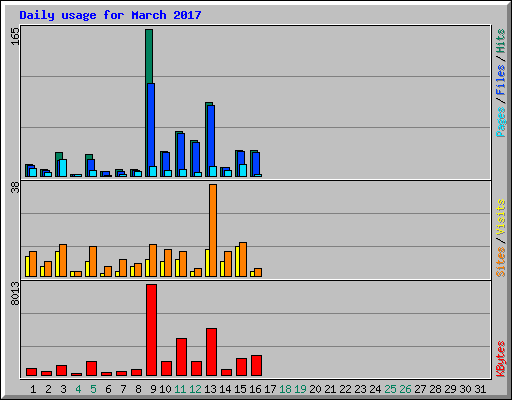 Daily usage for March 2017
165
Pages / Files / Hits
38
Sites / Visits
8013
KBytes
1 2 3 4 5 6 7 8 9 10 11 12 13 14 15 16 17 18 19 20 21 22 23 24 25 26 27 28 29 30 31